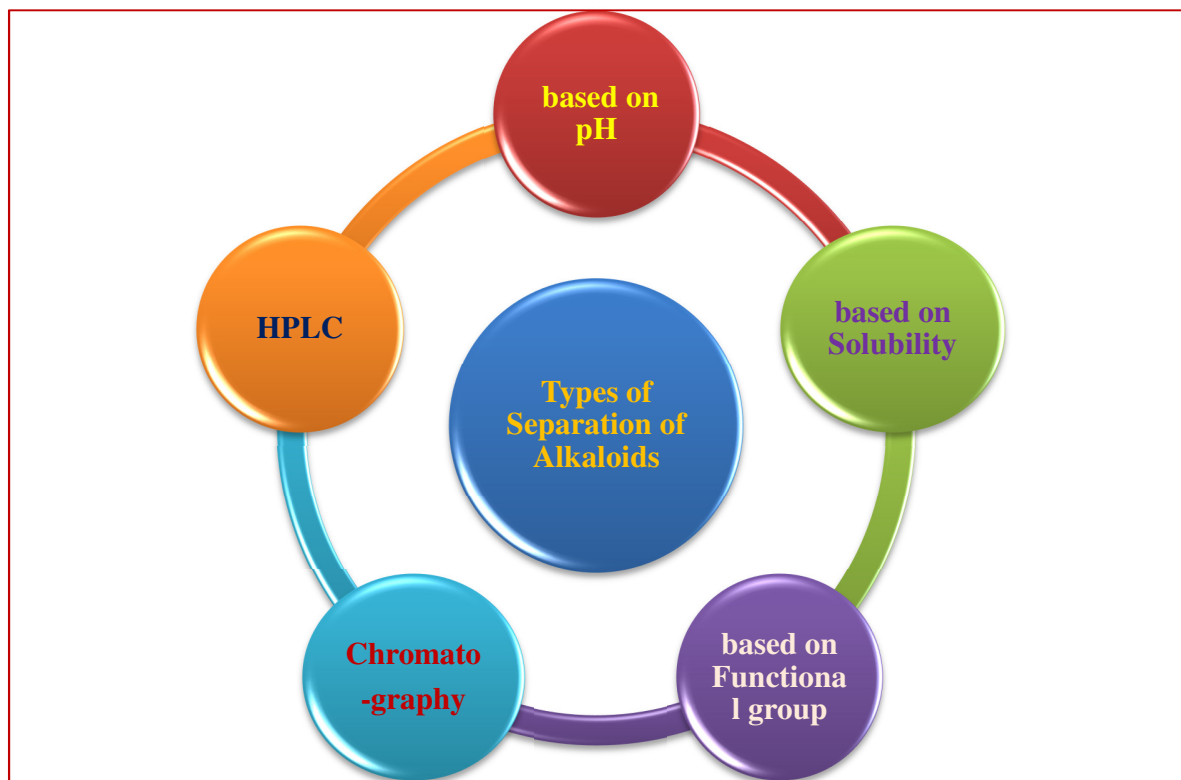 based on
pH
based on
Solubility
based on
Functiona
l group
Chromato
-graphy
HPLC
Types of
Separation of
Alkaloids